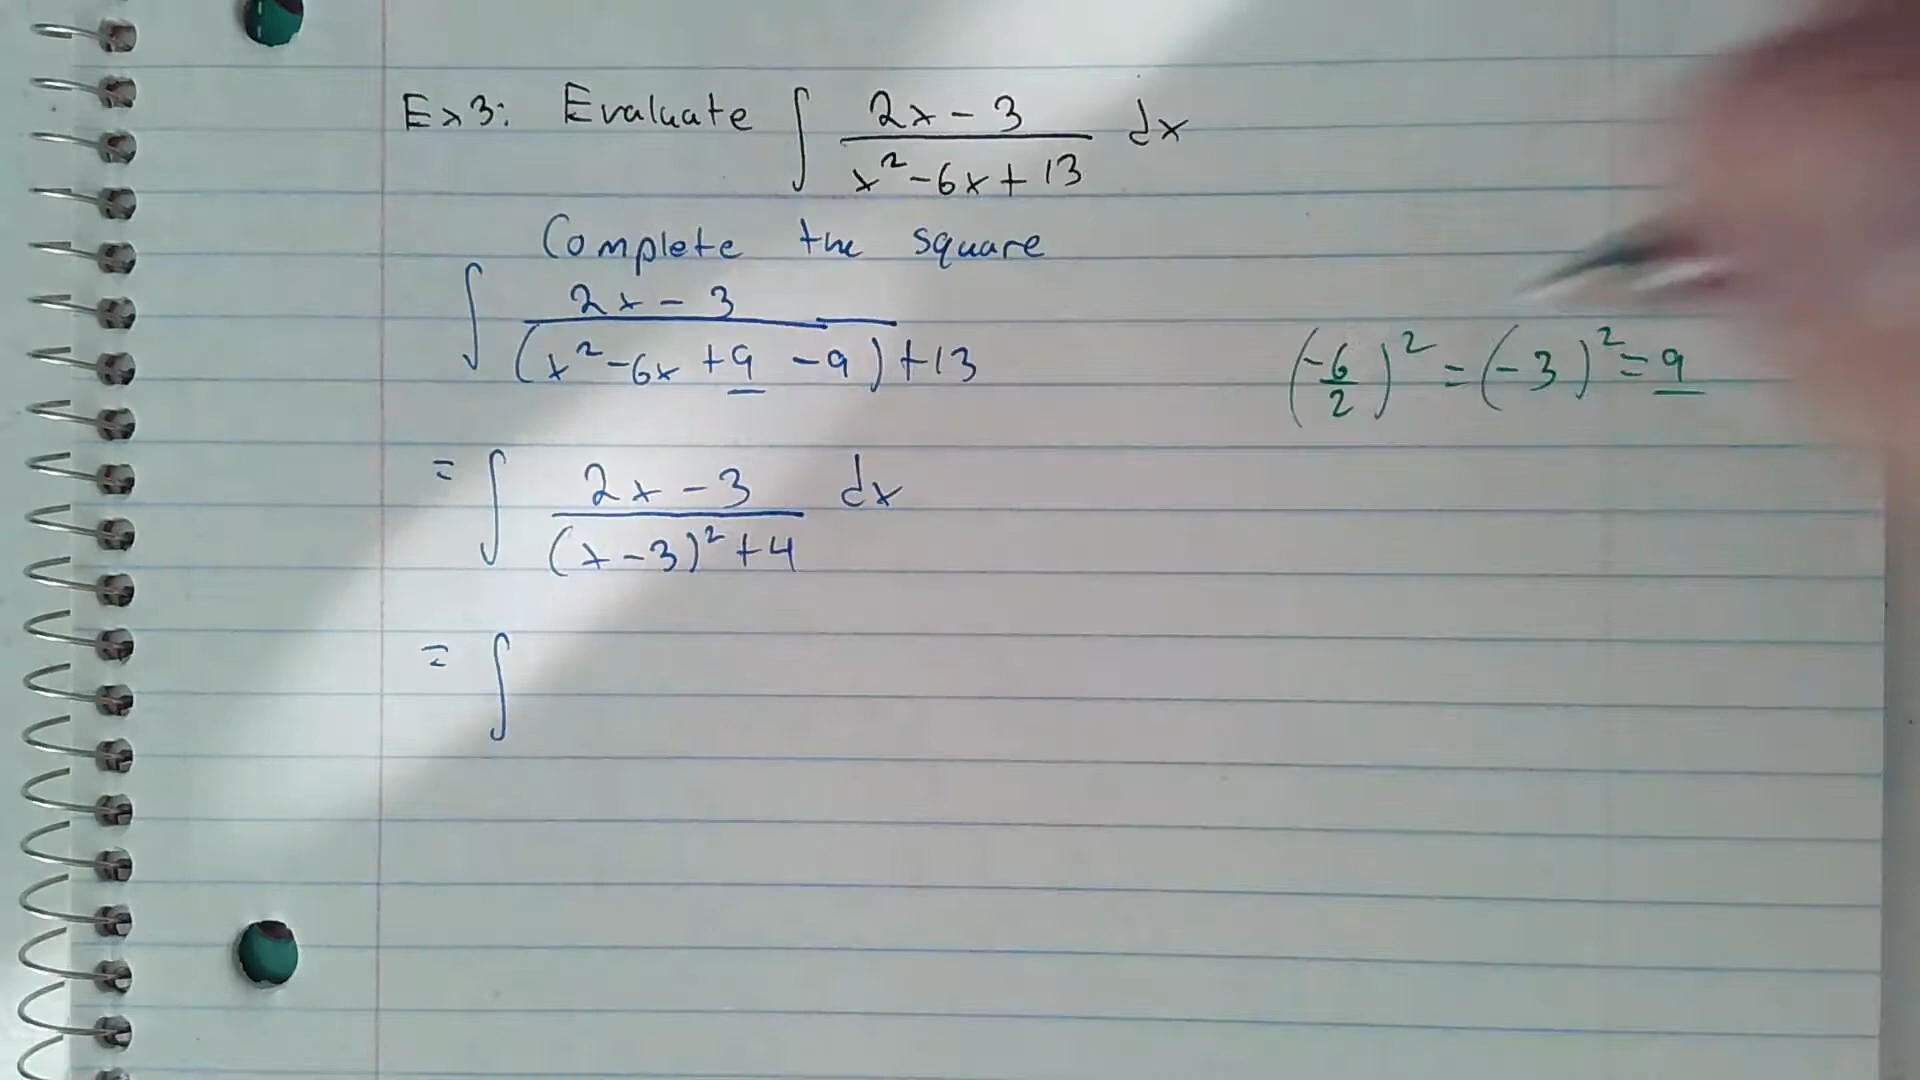 Ex 3: Evaluate ∫ (2x - 3)/(x² - 6x + 13) dx
Complete the square
∫ (2x - 3)/((x² - 6x + 9 - 9) + 13)
(-6/2)² = (-3)² = 9
= ∫ (2x - 3)/((x - 3)² + 4) dx
= ∫